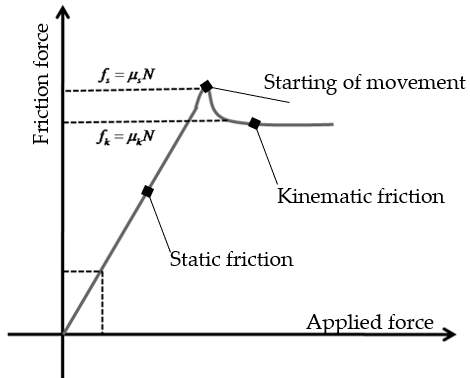 Friction force
fₛ = μₛN
Starting of movement
fₖ = μₖN
Kinematic friction
Static friction
Applied force